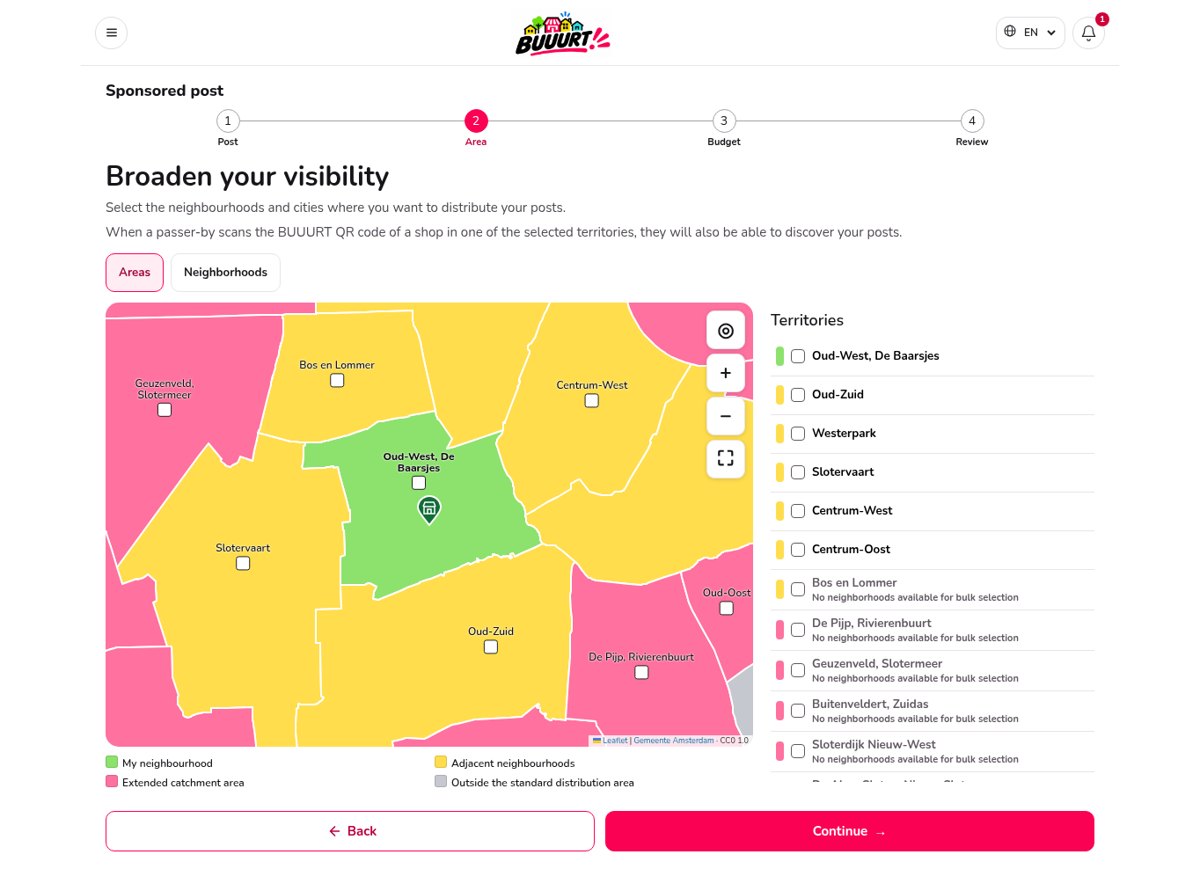 BUUURT!
EN
1
Sponsored post
1
2
3
4
Post
Area
Budget
Review
Broaden your visibility
Select the neighbourhoods and cities where you want to distribute your posts.
When a passer-by scans the BUUURT QR code of a shop in one of the selected territories, they will also be able to discover your posts.
Areas
Neighborhoods
Bos en Lommer
Geuzenveld,
Slotermeer
Centrum-West
Oud-West, De
Baarsjes
Slotervaart
Oud-Zuid
Oud-Oost
De Pijp, Rivierenbuurt
+
−
Leaflet | Gemeente Amsterdam · CC0 1.0
My neighbourhood
Adjacent neighbourhoods
Extended catchment area
Outside the standard distribution area
Territories
Oud-West, De Baarsjes
Oud-Zuid
Westerpark
Slotervaart
Centrum-West
Centrum-Oost
Bos en Lommer
No neighborhoods available for bulk selection
De Pijp, Rivierenbuurt
No neighborhoods available for bulk selection
Geuzenveld, Slotermeer
No neighborhoods available for bulk selection
Buitenveldert, Zuidas
No neighborhoods available for bulk selection
Sloterdijk Nieuw-West
No neighborhoods available for bulk selection
← Back
Continue →